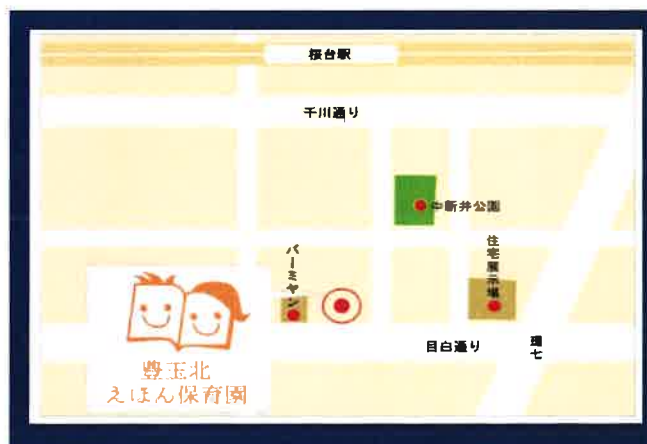 桜台駅
千川通り
中新井公園
バーミヤン
住宅展示場
目白通り
環七
豊玉北
えほん保育園